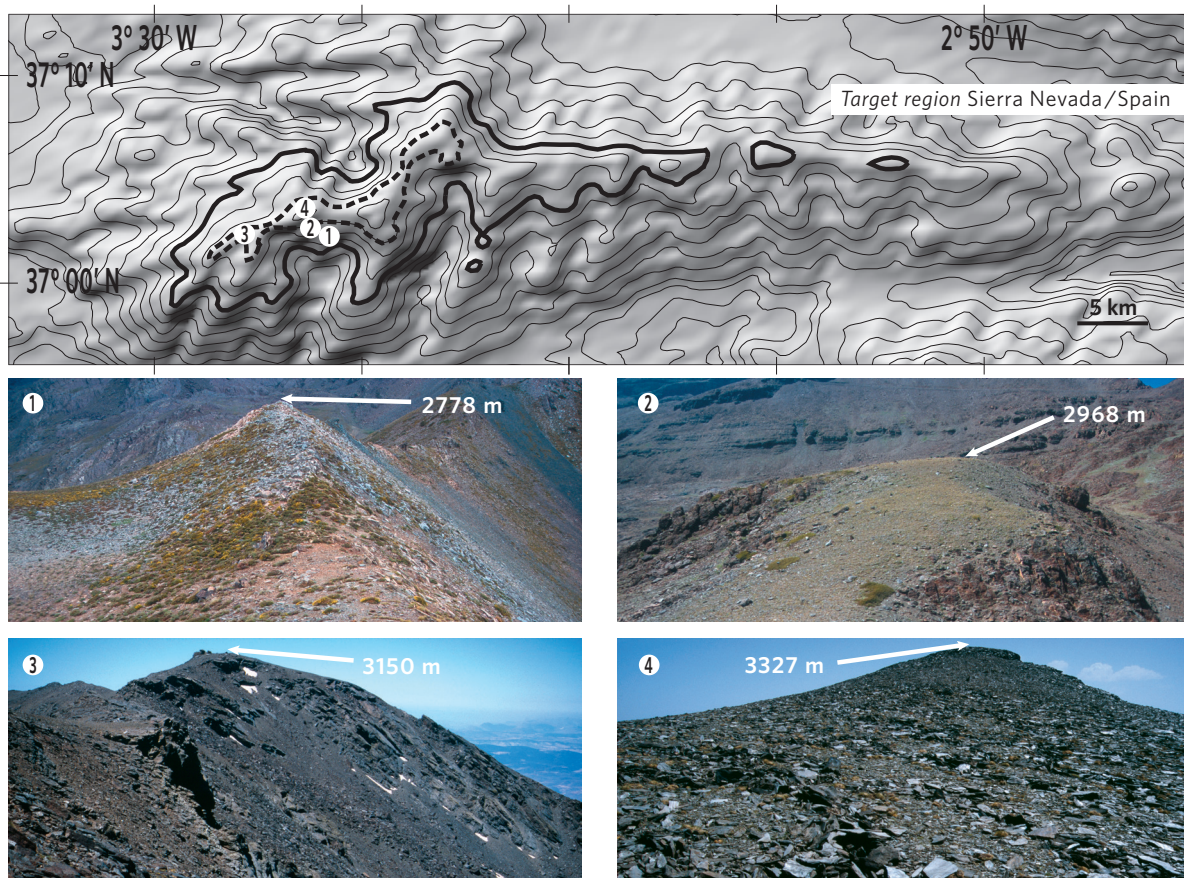 3° 30′ W
2° 50′ W
37° 10′ N
Target region Sierra Nevada/Spain
4
3
2
1
37° 00′ N
5 km
1
2778 m
2
2968 m
3
3150 m
4
3327 m